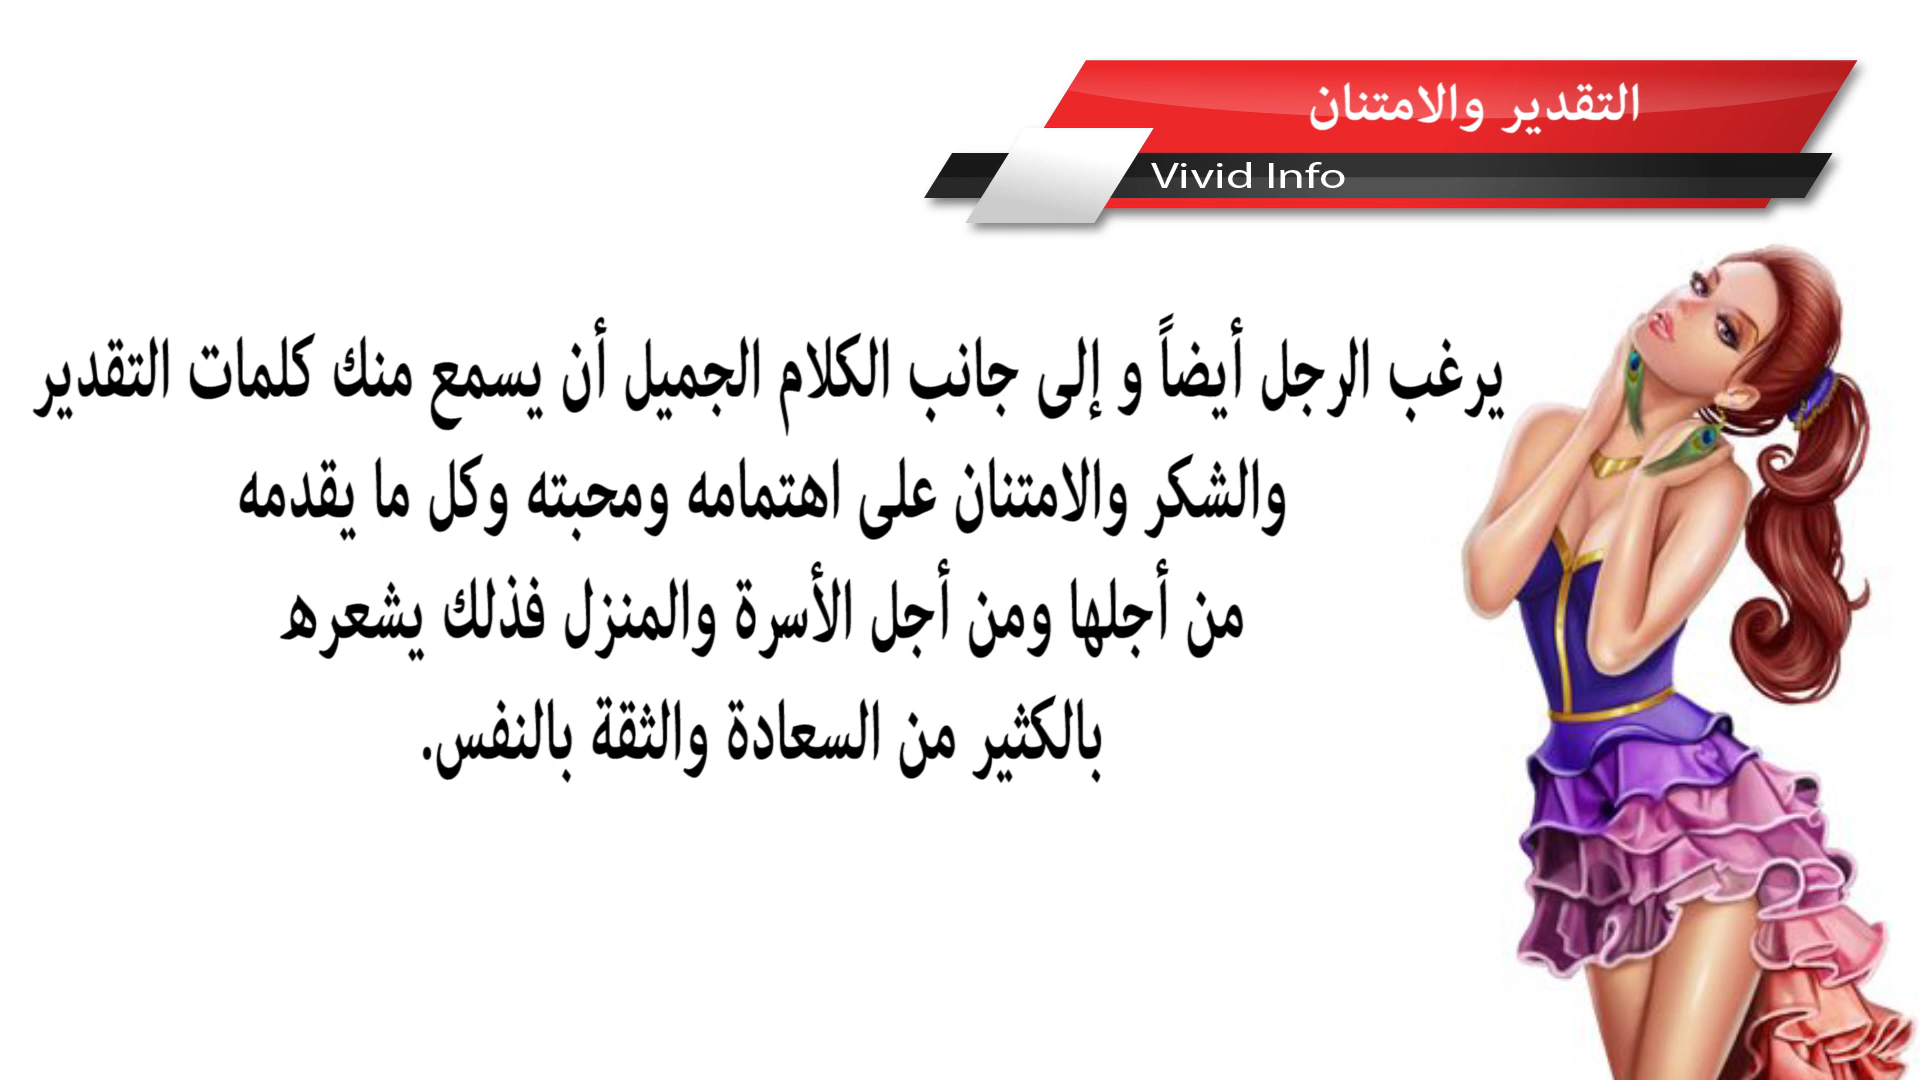 التقدير والامتنان
Vivid Info
يرغب الرجل أيضاً و إلى جانب الكلام الجميل أن يسمع منك كلمات التقدير
والشكر والامتنان على اهتمامه ومحبته وكل ما يقدمه
من أجلها ومن أجل الأسرة والمنزل فذلك يشعره
بالكثير من السعادة والثقة بالنفس.